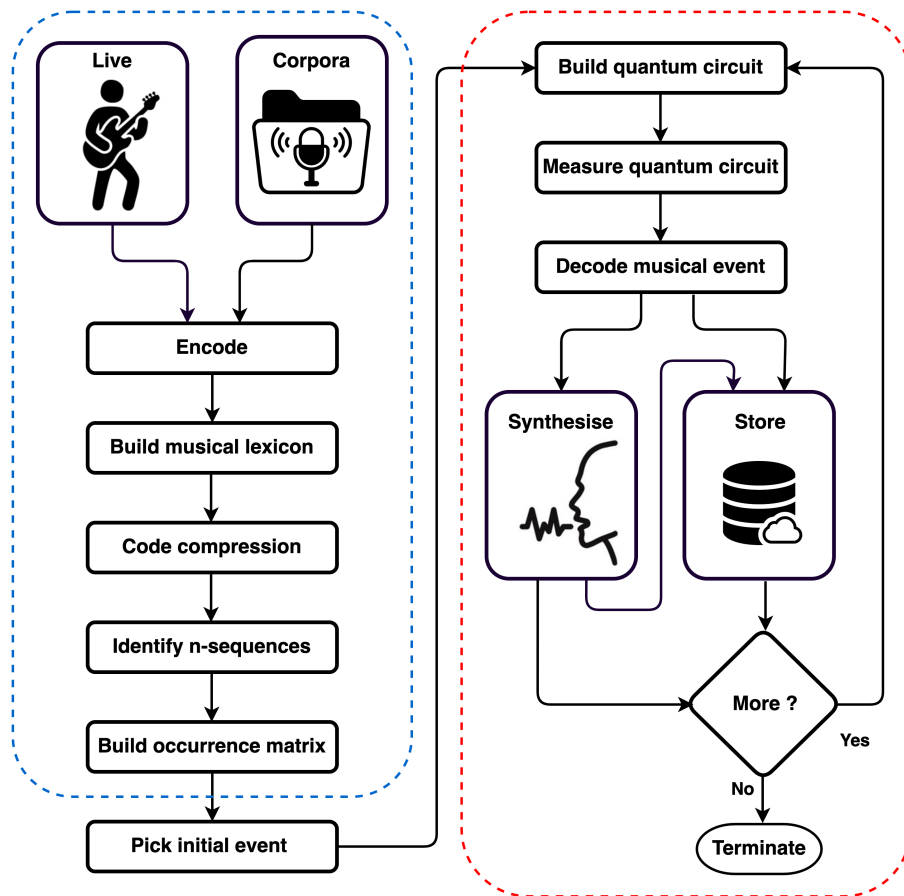 Live
Corpora
Encode
Build musical lexicon
Code compression
Identify n-sequences
Build occurrence matrix
Pick initial event
Build quantum circuit
Measure quantum circuit
Decode musical event
Synthesise
Store
More ?
Yes
No
Terminate